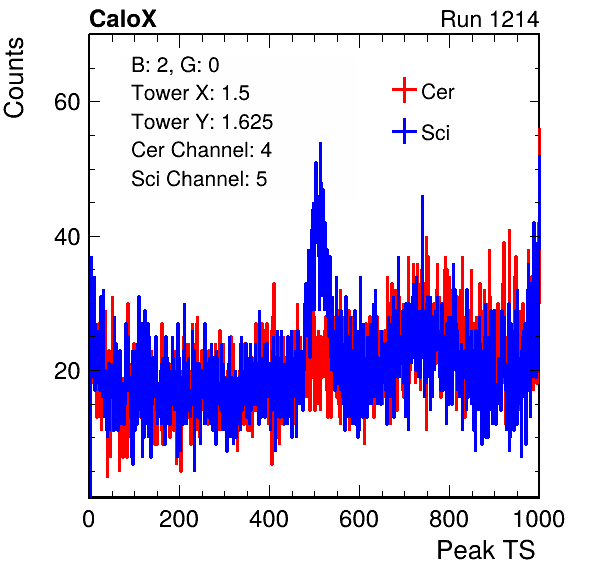 CaloX
Run 1214
Counts
B: 2, G: 0
Tower X: 1.5
Tower Y: 1.625
Cer Channel: 4
Sci Channel: 5
Cer
Sci
60
40
20
0 200 400 600 800 1000
Peak TS